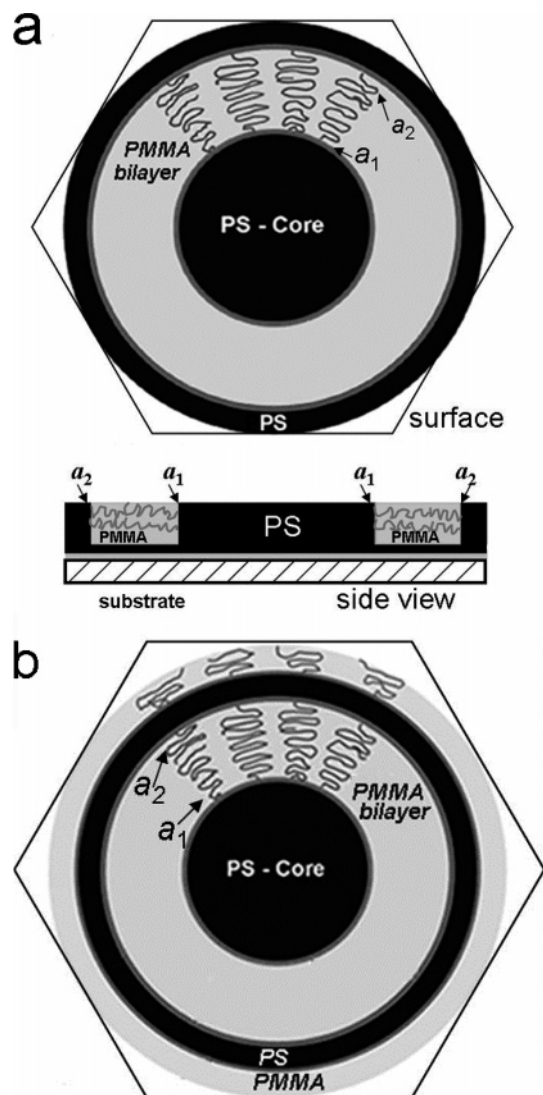 a
a2
PMMA
bilayer
a1
PS - Core
PS
surface
a2 a1 a1 a2
PS
PMMA PMMA
substrate side view
b
a2
a1
PMMA
bilayer
PS - Core
PS
PMMA